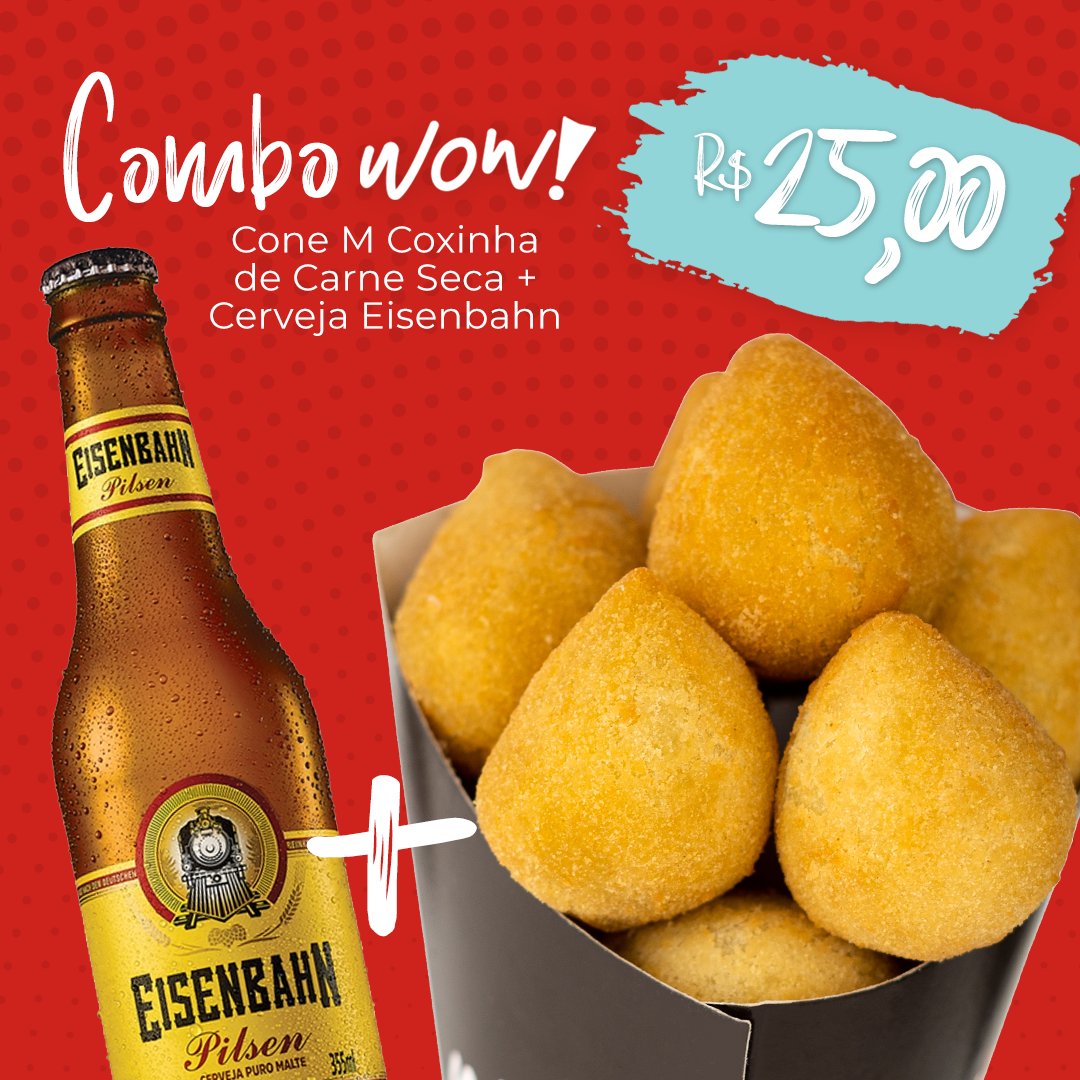 Combo wow!
R$ 25,00
Cone M Coxinha
de Carne Seca +
Cerveja Eisenbahn
EISENBAHN
Pilsen
EISENBAHN
Pilsen
CERVEJA PURO MALTE 355ml